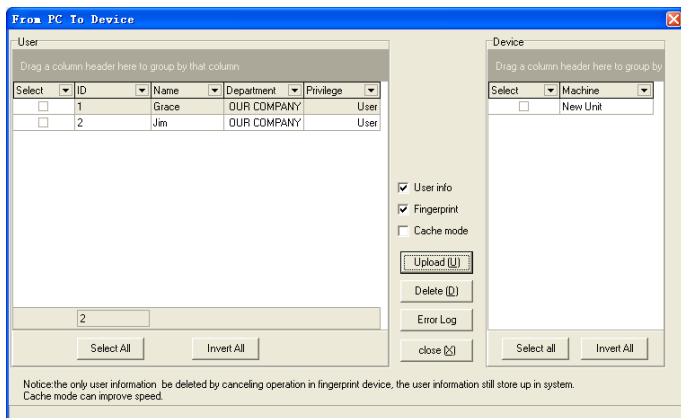 From PC To Device
User
Drag a column header here to group by that column
Select ID Name Department Privilege
1 Grace OUR COMPANY User
2 Jim OUR COMPANY User
2
Select All Invert All
User info
Fingerprint
Cache mode
Upload (U)
Delete (D)
Error Log
close (X)
Device
Drag a column header here to group by
Select Machine
New Unit
Select all Invert All
Notice:the only user information be deleted by canceling operation in fingerprint device, the user information still store up in system.
Cache mode can improve speed.